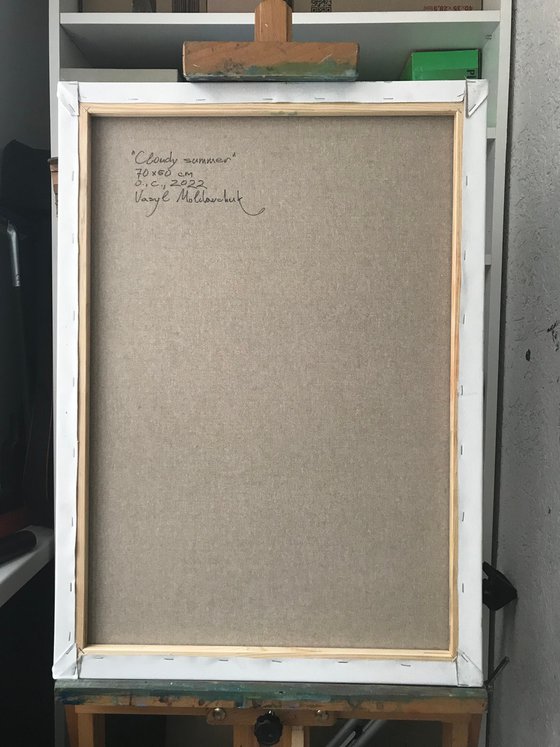 "Cloudy summer"
70x50 cm
O., c., 2022
Vasyl Moldavchuk